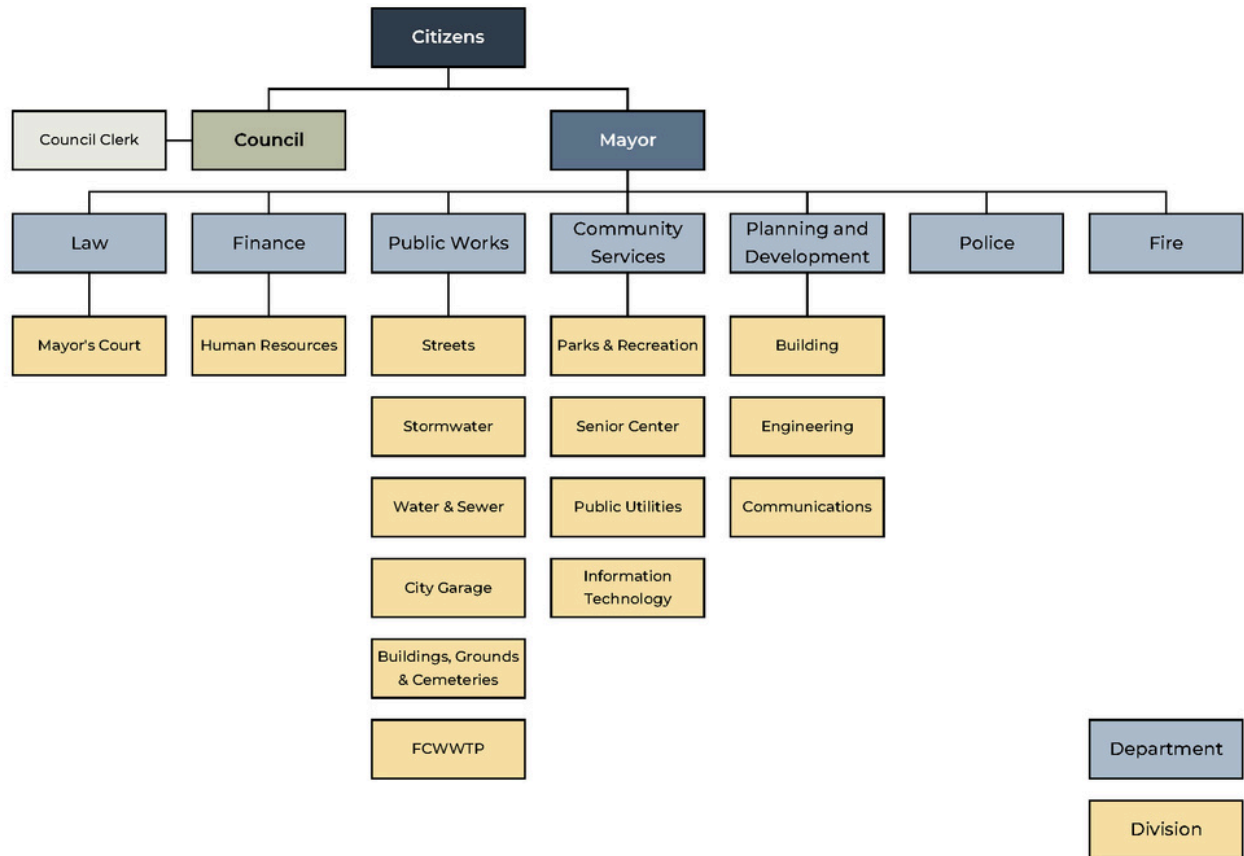 Citizens
Council Clerk
Council
Mayor
Law
Finance
Public Works
Community
Services
Planning and
Development
Police
Fire
Mayor's Court
Human Resources
Streets
Parks & Recreation
Building
Stormwater
Senior Center
Engineering
Water & Sewer
Public Utilities
Communications
City Garage
Information
Technology
Buildings, Grounds
& Cemeteries
FCWWTP
Department
Division